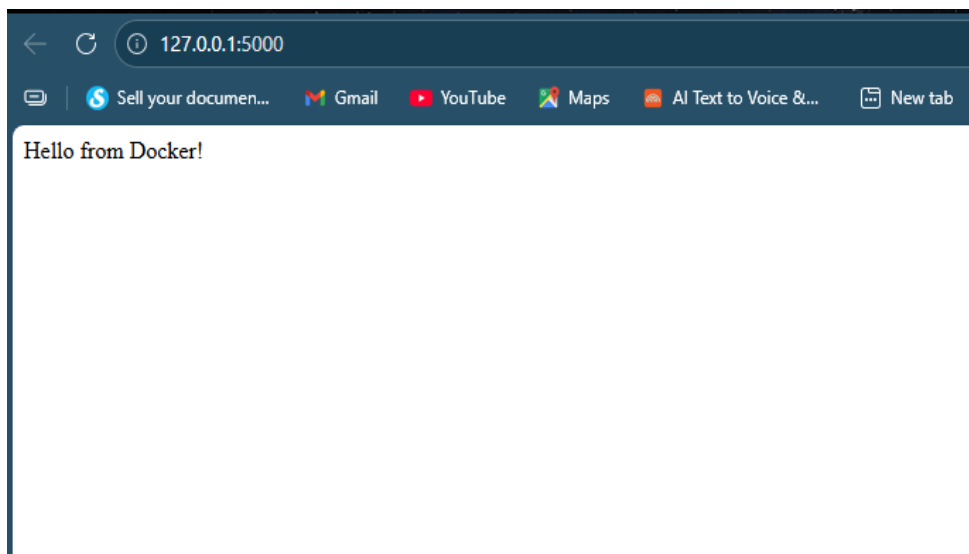 127.0.0.1:5000
Sell your documen... Gmail YouTube Maps AI Text to Voice &... New tab
Hello from Docker!